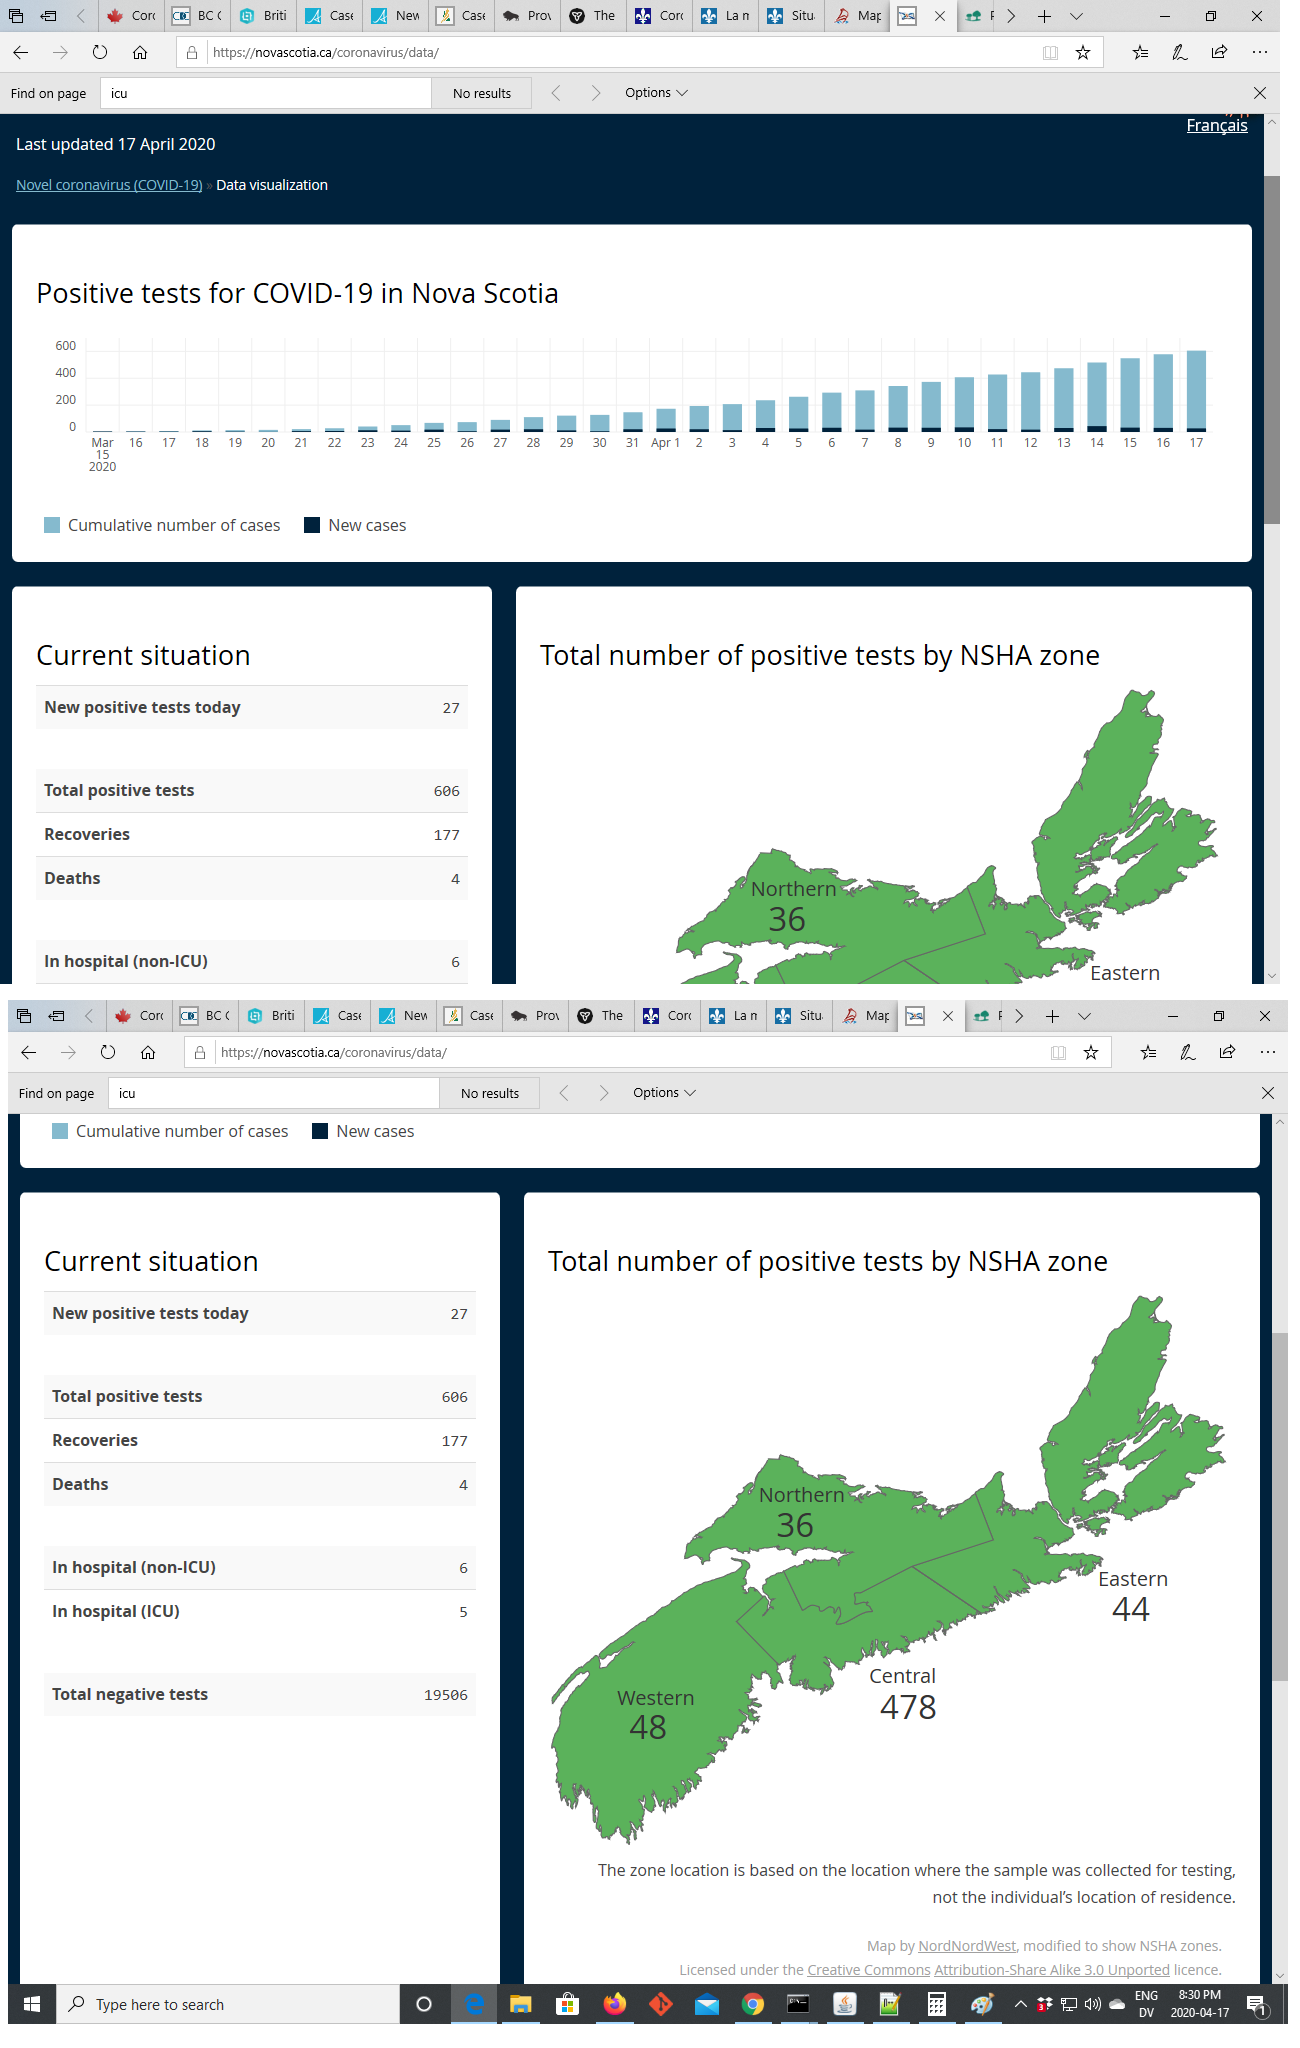 Corc
BC C
Briti
Case
New
Case
Prov
The
Corc
La m
Situ
Map
https://novascotia.ca/coronavirus/data/
Find on page
icu
No results
Options
Français
Last updated 17 April 2020
Novel coronavirus (COVID-19) » Data visualization
Positive tests for COVID-19 in Nova Scotia
600
400
200
0
Mar 16 17 18 19 20 21 22 23 24 25 26 27 28 29 30 31 Apr 1 2 3 4 5 6 7 8 9 10 11 12 13 14 15 16 17
15
2020
Cumulative number of cases New cases
Current situation
New positive tests today 27
Total positive tests 606
Recoveries 177
Deaths 4
In hospital (non-ICU) 6
Total number of positive tests by NSHA zone
Northern
36
Eastern
Corc
BC C
Briti
Case
New
Case
Prov
The
Corc
La m
Situ
Map
https://novascotia.ca/coronavirus/data/
Find on page
icu
No results
Options
Cumulative number of cases New cases
Current situation
New positive tests today 27
Total positive tests 606
Recoveries 177
Deaths 4
In hospital (non-ICU) 6
In hospital (ICU) 5
Total negative tests 19506
Total number of positive tests by NSHA zone
Northern
36
Eastern
44
Central
478
Western
48
The zone location is based on the location where the sample was collected for testing,
not the individual's location of residence.
Map by NordNordWest, modified to show NSHA zones.
Licensed under the Creative Commons Attribution-Share Alike 3.0 Unported licence.
Type here to search
ENG
DV
8:30 PM
2020-04-17
1